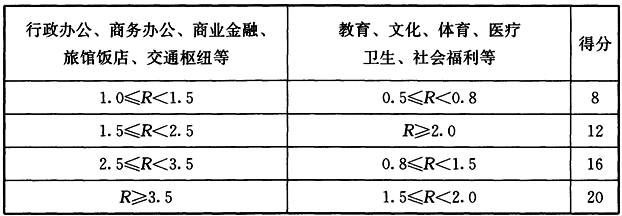 行政办公、商务办公、商业金融、
旅馆饭店、交通枢纽等
教育、文化、体育、医疗
卫生、社会福利等
得分
1.0≤R<1.5
0.5≤R<0.8
8
1.5≤R<2.5
R≥2.0
12
2.5≤R<3.5
0.8≤R<1.5
16
R≥3.5
1.5≤R<2.0
20